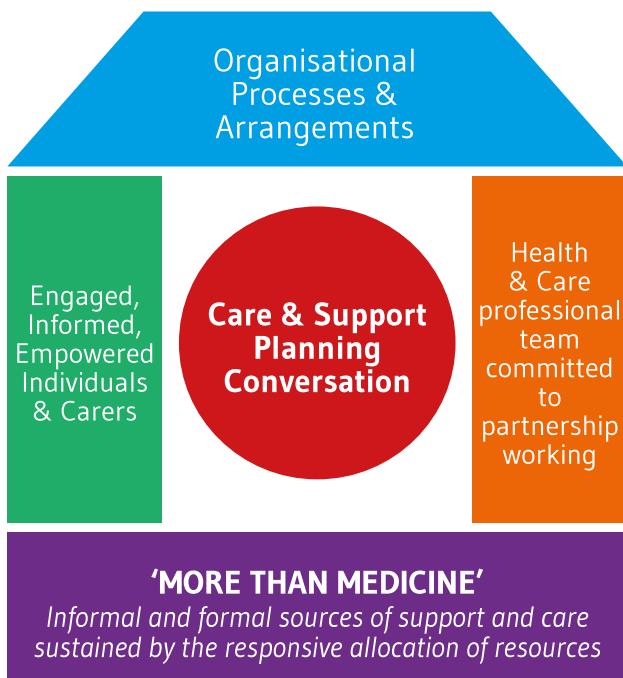 Organisational
Processes &
Arrangements
Engaged,
Informed,
Empowered
Individuals
& Carers
Care & Support
Planning
Conversation
Health
& Care
professional
team
committed
to
partnership
working
‘MORE THAN MEDICINE’
Informal and formal sources of support and care
sustained by the responsive allocation of resources